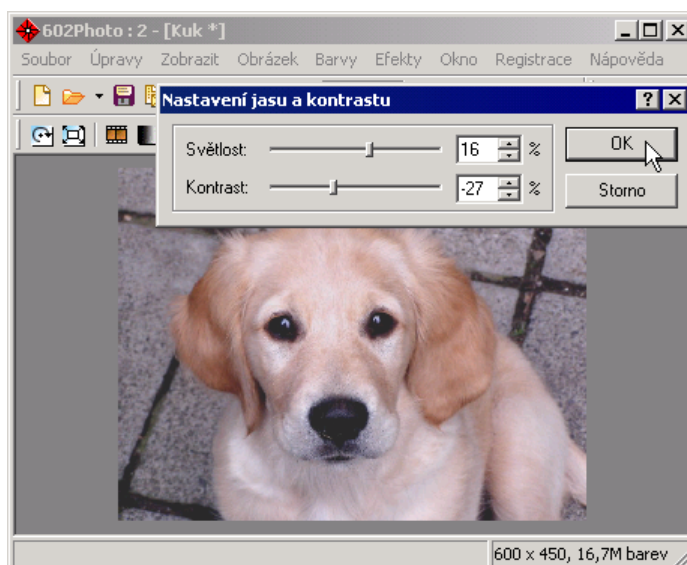 602Photo : 2 - [Kuk *]
Soubor Úpravy Zobrazit Obrázek Barvy Efekty Okno Registrace Nápověda
Nastavení jasu a kontrastu
Světlost: 16 % OK
Kontrast: -27 % Storno
600 x 450, 16,7M barev